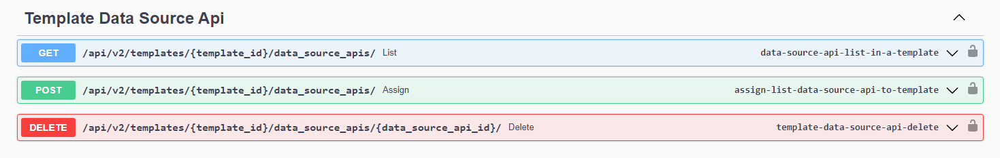 Template Data Source Api
GET /api/v2/templates/{template_id}/data_source_apis/ List data-source-api-list-in-a-template
POST /api/v2/templates/{template_id}/data_source_apis/ Assign assign-list-data-source-api-to-template
DELETE /api/v2/templates/{template_id}/data_source_apis/{data_source_api_id}/ Delete template-data-source-api-delete